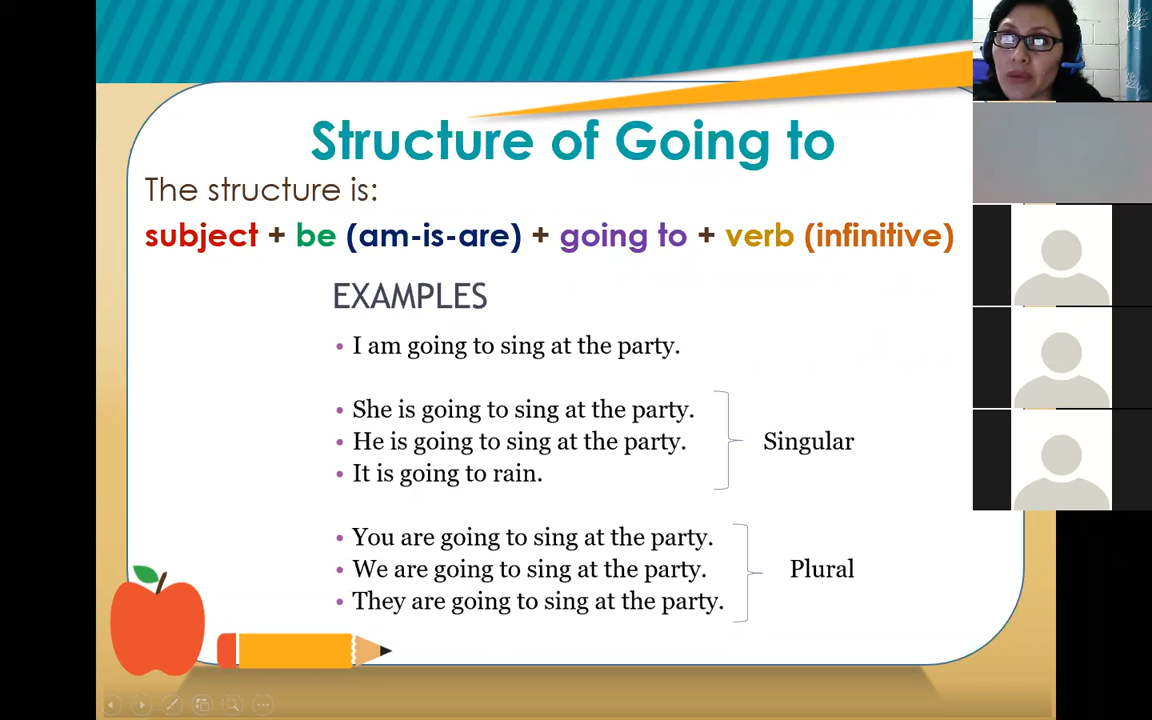 Structure of Going to
The structure is:
subject + be (am-is-are) + going to + verb (infinitive)
EXAMPLES
• I am going to sing at the party.
• She is going to sing at the party.
• He is going to sing at the party.
• It is going to rain.
Singular
• You are going to sing at the party.
• We are going to sing at the party.
• They are going to sing at the party.
Plural